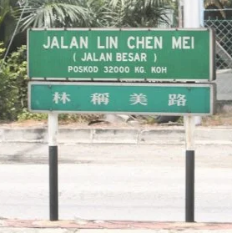 JALAN LIN CHEN MEI
( JALAN BESAR )
POSKOD 32000 KG. KOH
林稱美路